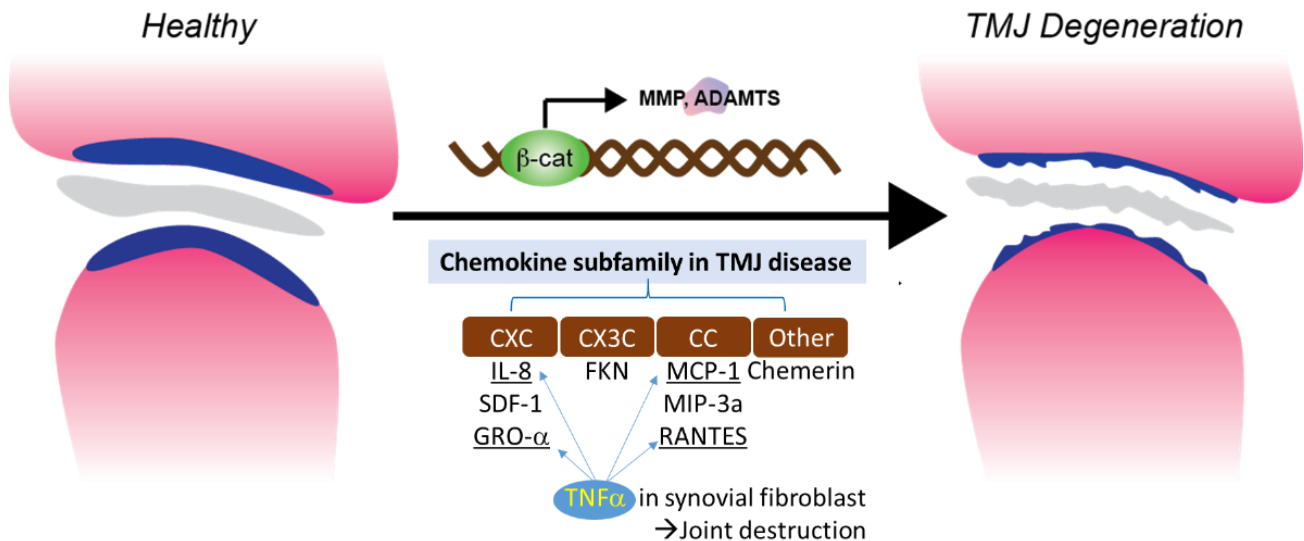 Healthy
TMJ Degeneration
MMP, ADAMTS
β-cat
Chemokine subfamily in TMJ disease
CXC CX3C CC Other
IL-8 FKN MCP-1 Chemerin
SDF-1 MIP-3a
GRO-α RANTES
TNFα in synovial fibroblast
→Joint destruction